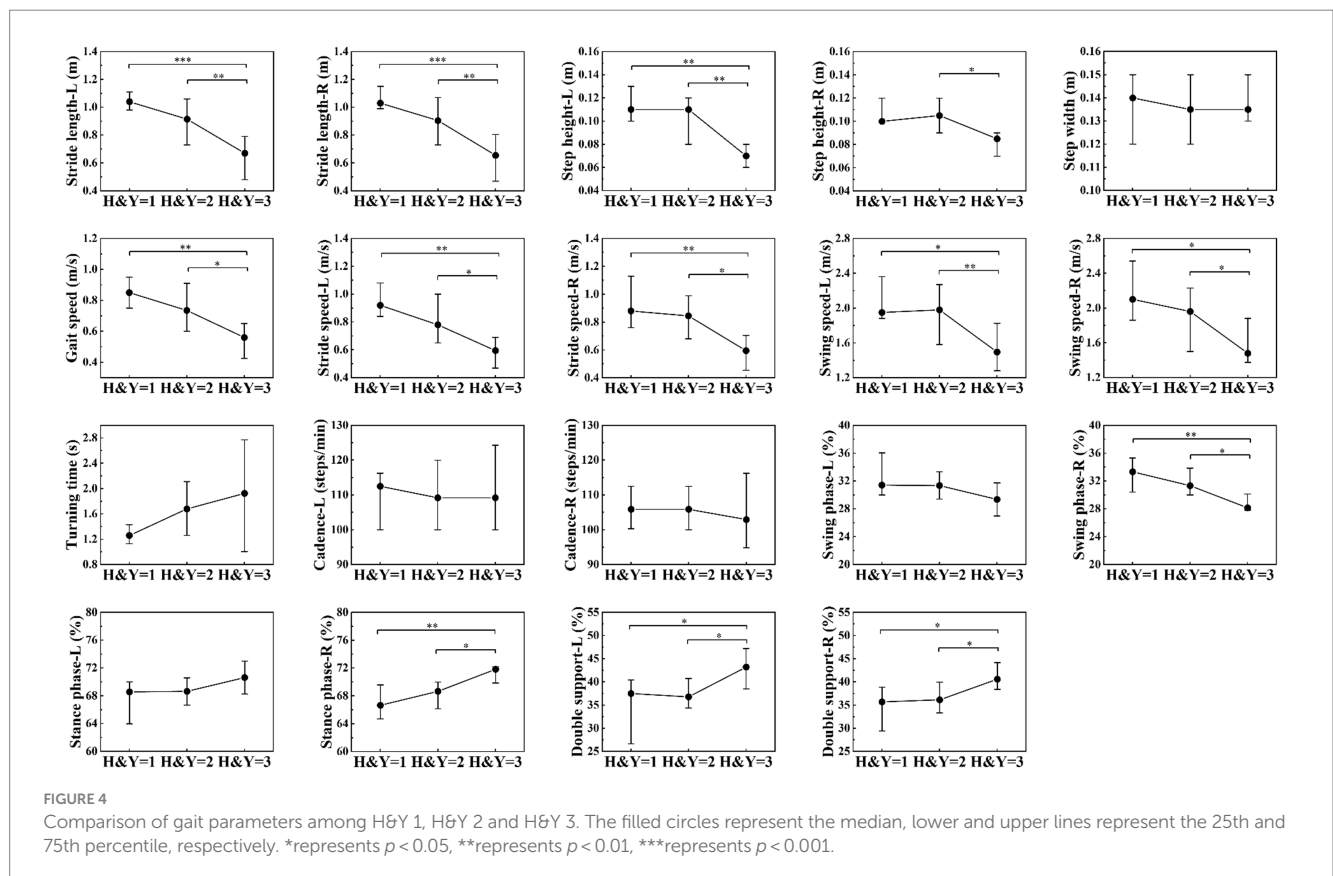 1.4 1.2 1.0 0.8 0.6 0.4 Stride length-L (m) *** ** H&Y=1 H&Y=2 H&Y=3
1.4 1.2 1.0 0.8 0.6 0.4 Stride length-R (m) *** ** H&Y=1 H&Y=2 H&Y=3
0.16 0.14 0.12 0.10 0.08 0.06 0.04 Step height-L (m) ** ** H&Y=1 H&Y=2 H&Y=3
0.16 0.14 0.12 0.10 0.08 0.06 0.04 Step height-R (m) * H&Y=1 H&Y=2 H&Y=3
0.16 0.15 0.14 0.13 0.12 0.11 0.10 Step width (m) H&Y=1 H&Y=2 H&Y=3
1.2 1.0 0.8 0.6 0.4 Gait speed (m/s) ** * H&Y=1 H&Y=2 H&Y=3
1.4 1.2 1.0 0.8 0.6 0.4 Stride speed-L (m/s) ** * H&Y=1 H&Y=2 H&Y=3
1.4 1.2 1.0 0.8 0.6 0.4 Stride speed-R (m/s) ** * H&Y=1 H&Y=2 H&Y=3
2.8 2.4 2.0 1.6 1.2 Swing speed-L (m/s) * ** H&Y=1 H&Y=2 H&Y=3
2.8 2.4 2.0 1.6 1.2 Swing speed-R (m/s) * * H&Y=1 H&Y=2 H&Y=3
2.8 2.4 2.0 1.6 1.2 0.8 Turning time (s) H&Y=1 H&Y=2 H&Y=3
130 120 110 100 90 Cadence-L (steps/min) H&Y=1 H&Y=2 H&Y=3
130 120 110 100 90 Cadence-R (steps/min) H&Y=1 H&Y=2 H&Y=3
40 36 32 28 24 20 Swing phase-L (%) H&Y=1 H&Y=2 H&Y=3
40 36 32 28 24 20 Swing phase-R (%) ** * H&Y=1 H&Y=2 H&Y=3
80 76 72 68 64 60 Stance phase-L (%) H&Y=1 H&Y=2 H&Y=3
80 76 72 68 64 60 Stance phase-R (%) ** * H&Y=1 H&Y=2 H&Y=3
55 50 45 40 35 30 25 Double support-L (%) * * H&Y=1 H&Y=2 H&Y=3
55 50 45 40 35 30 25 Double support-R (%) * * H&Y=1 H&Y=2 H&Y=3
FIGURE 4
Comparison of gait parameters among H&Y 1, H&Y 2 and H&Y 3. The filled circles represent the median, lower and upper lines represent the 25th and
75th percentile, respectively. *represents p < 0.05, **represents p < 0.01, ***represents p < 0.001.